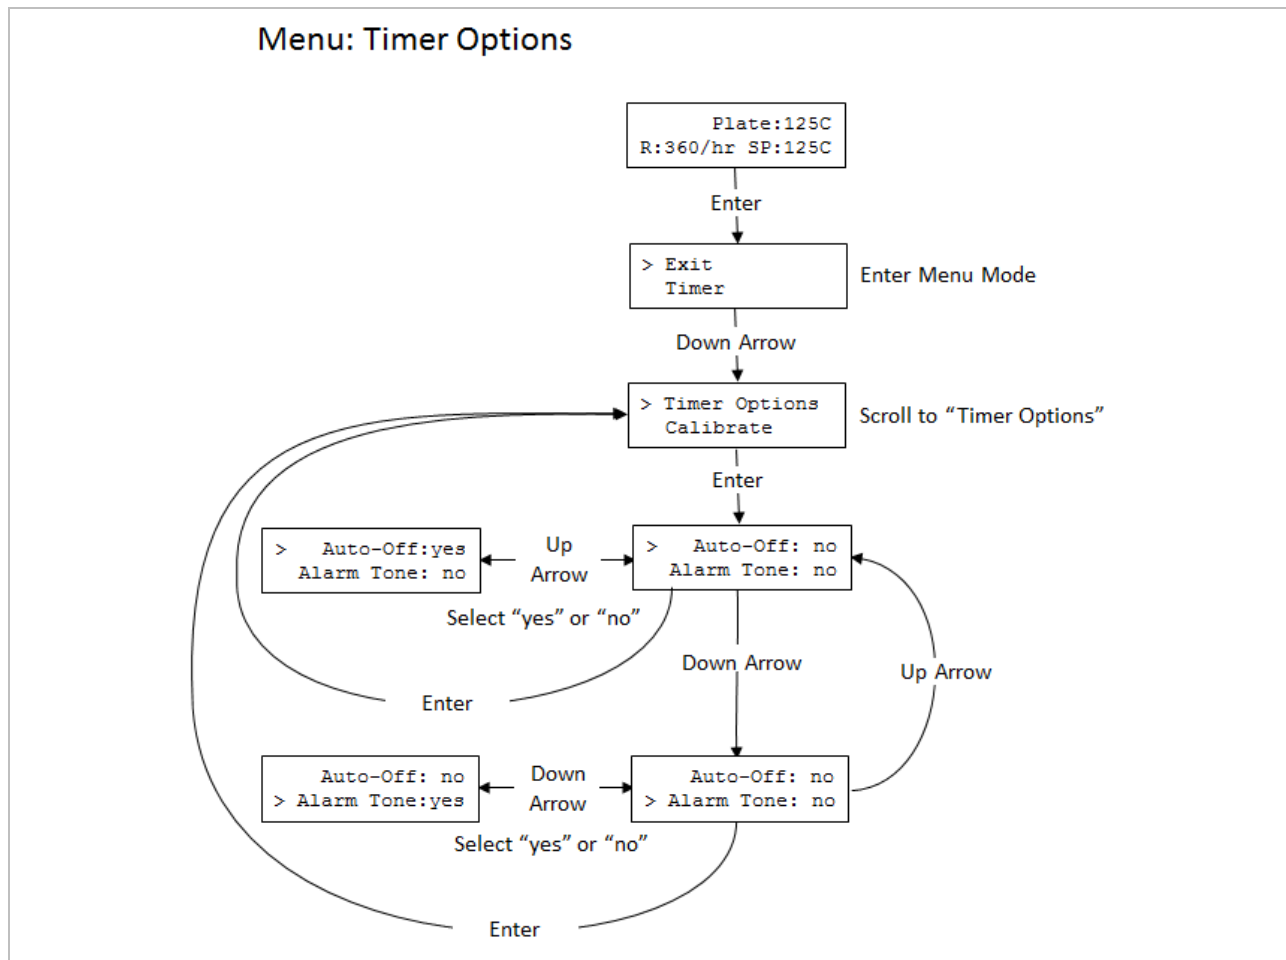 Menu: Timer Options
Plate:125C
R:360/hr SP:125C
Enter
> Exit
Timer
Enter Menu Mode
Down Arrow
> Timer Options
Calibrate
Scroll to “Timer Options”
Enter
> Auto-Off:yes
Alarm Tone: no
Up
Arrow
> Auto-Off: no
Alarm Tone: no
Select “yes” or “no”
Down Arrow
Up Arrow
Enter
Auto-Off: no
> Alarm Tone:yes
Down
Arrow
Auto-Off: no
> Alarm Tone: no
Select “yes” or “no”
Enter